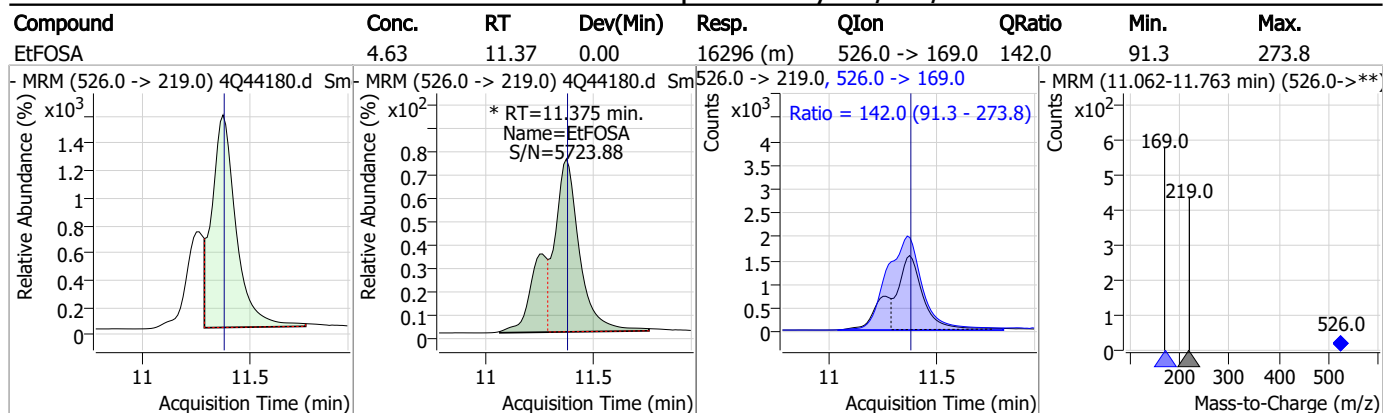 Compound Conc. RT Dev(Min) Resp. QIon QRatio Min. Max.
EtFOSA 4.63 11.37 0.00 16296 (m) 526.0 -> 169.0 142.0 91.3 273.8
- MRM (526.0 -> 219.0) 4Q44180.d Sm
Relative Abundance (%)
x10³
1.4
1.2
1
0.8
0.6
0.4
0.2
0
11 11.5
Acquisition Time (min)
- MRM (526.0 -> 219.0) 4Q44180.d Sm
Relative Abundance (%)
x10²
* RT=11.375 min.
Name=EtFOSA
S/N=5723.88
0.8
0.7
0.6
0.5
0.4
0.3
0.2
0.1
0
11 11.5
Acquisition Time (min)
526.0 -> 219.0, 526.0 -> 169.0
Counts
x10³
Ratio = 142.0 (91.3 - 273.8)
4
3.5
3
2.5
2
1.5
1
0.5
0
11 11.5
Acquisition Time (min)
- MRM (11.062-11.763 min) (526.0->**)
Counts
x10²
6
5
4
3
2
1
0
169.0
219.0
526.0
200 300 400 500
Mass-to-Charge (m/z)